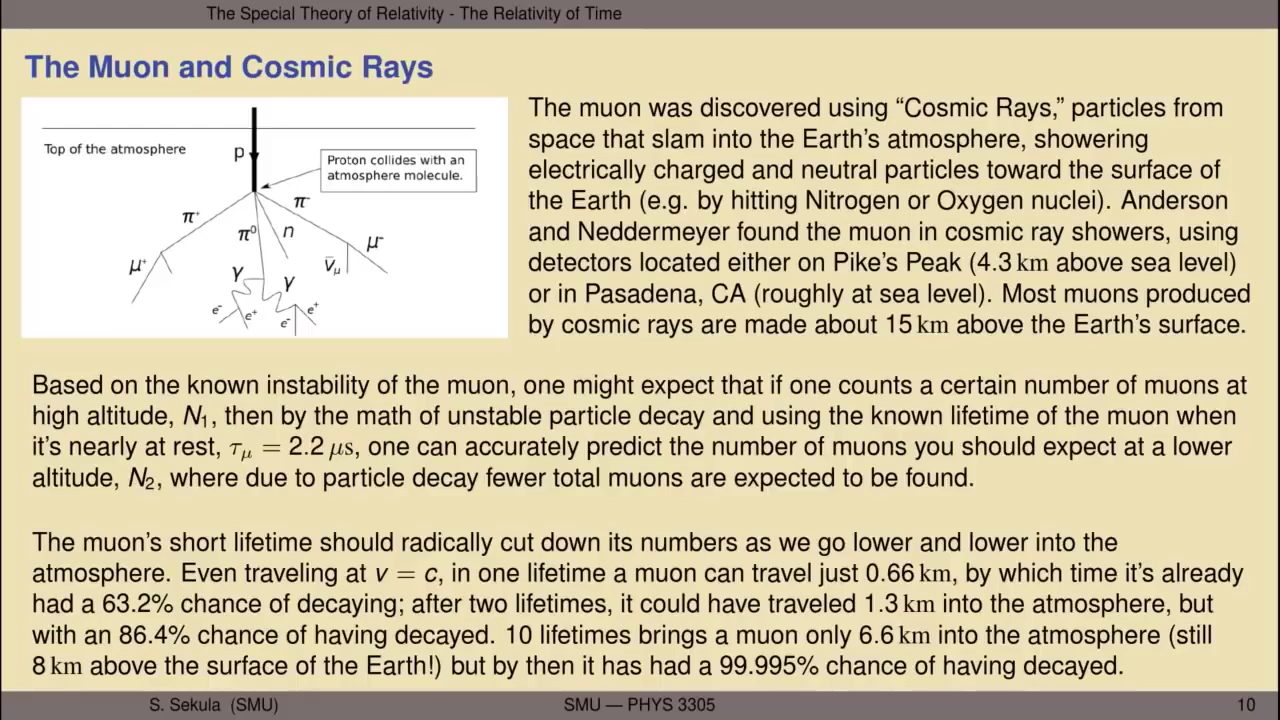 The Special Theory of Relativity - The Relativity of Time
The Muon and Cosmic Rays
Top of the atmosphere
p
Proton collides with an
atmosphere molecule.
π⁺
π⁰
n
π⁻
μ⁺
γ
γ
ν̅μ
μ⁻
e⁻
e⁺
e⁻
e⁺
The muon was discovered using “Cosmic Rays,” particles from
space that slam into the Earth’s atmosphere, showering
electrically charged and neutral particles toward the surface of
the Earth (e.g. by hitting Nitrogen or Oxygen nuclei). Anderson
and Neddermeyer found the muon in cosmic ray showers, using
detectors located either on Pike’s Peak (4.3 km above sea level)
or in Pasadena, CA (roughly at sea level). Most muons produced
by cosmic rays are made about 15 km above the Earth’s surface.
Based on the known instability of the muon, one might expect that if one counts a certain number of muons at
high altitude, N₁, then by the math of unstable particle decay and using the known lifetime of the muon when
it’s nearly at rest, τμ = 2.2 μs, one can accurately predict the number of muons you should expect at a lower
altitude, N₂, where due to particle decay fewer total muons are expected to be found.
The muon’s short lifetime should radically cut down its numbers as we go lower and lower into the
atmosphere. Even traveling at v = c, in one lifetime a muon can travel just 0.66 km, by which time it’s already
had a 63.2% chance of decaying; after two lifetimes, it could have traveled 1.3 km into the atmosphere, but
with an 86.4% chance of having decayed. 10 lifetimes brings a muon only 6.6 km into the atmosphere (still
8 km above the surface of the Earth!) but by then it has had a 99.995% chance of having decayed.
S. Sekula (SMU)
SMU — PHYS 3305
10